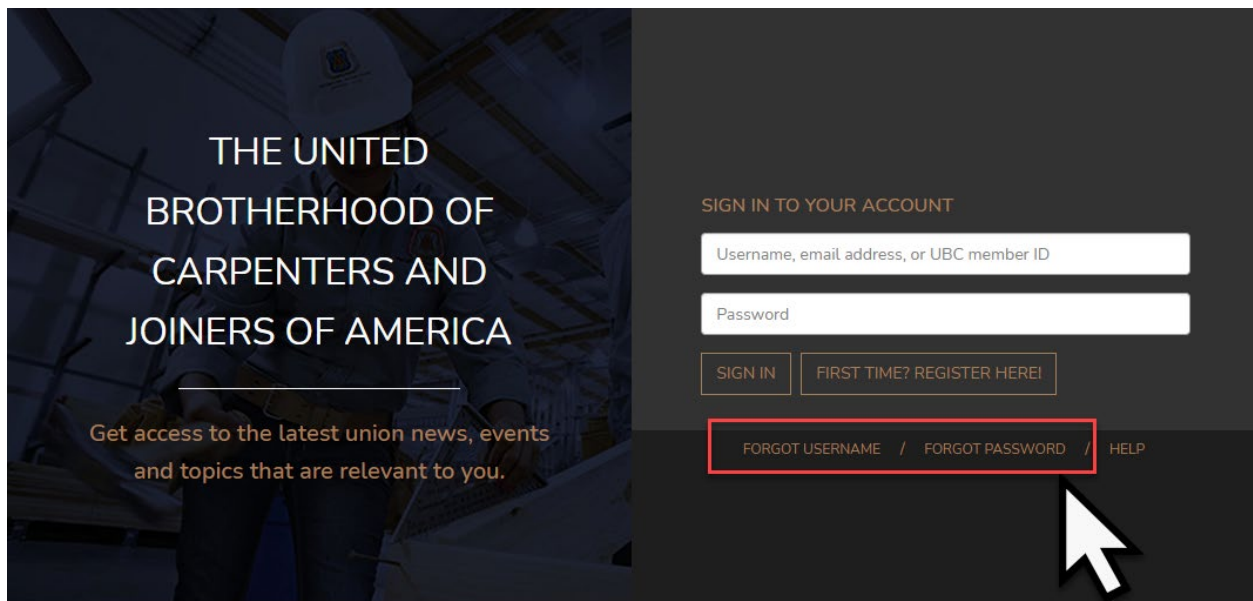 THE UNITED
BROTHERHOOD OF
CARPENTERS AND
JOINERS OF AMERICA
Get access to the latest union news, events
and topics that are relevant to you.
SIGN IN TO YOUR ACCOUNT
Username, email address, or UBC member ID
Password
SIGN IN FIRST TIME? REGISTER HERE!
FORGOT USERNAME / FORGOT PASSWORD / HELP